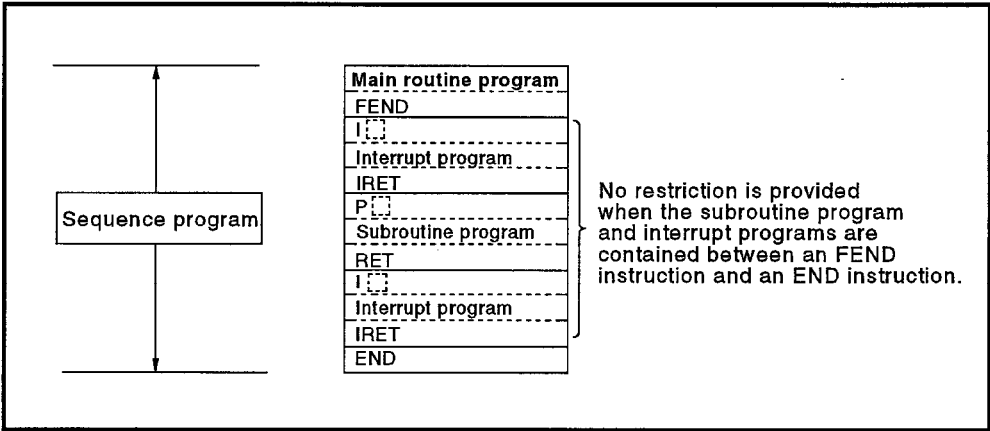 Sequence program
Main routine program
FEND
I
Interrupt program
IRET
P
Subroutine program
RET
I
Interrupt program
IRET
END
No restriction is provided
when the subroutine program
and interrupt programs are
contained between an FEND
instruction and an END instruction.